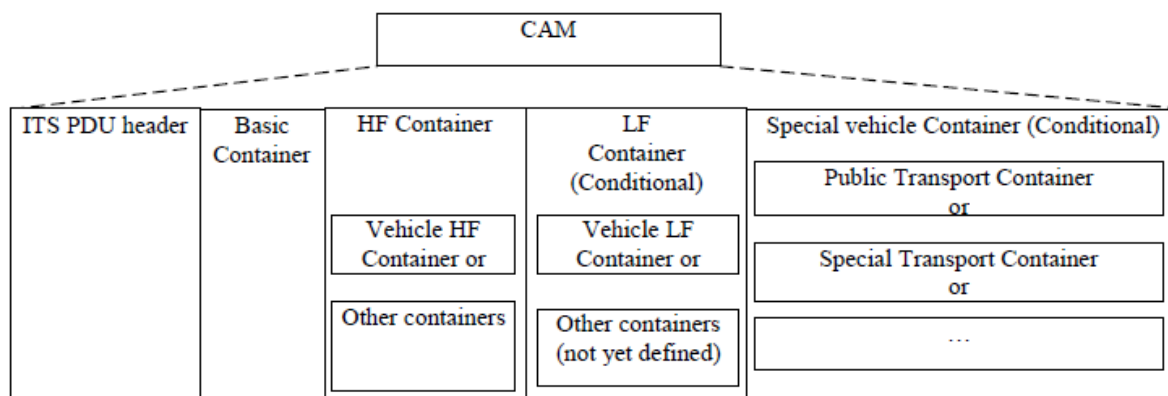 CAM
ITS PDU header
Basic
Container
HF Container
Vehicle HF
Container or
Other containers
LF
Container
(Conditional)
Vehicle LF
Container or
Other containers
(not yet defined)
Special vehicle Container (Conditional)
Public Transport Container
or
Special Transport Container
or
…